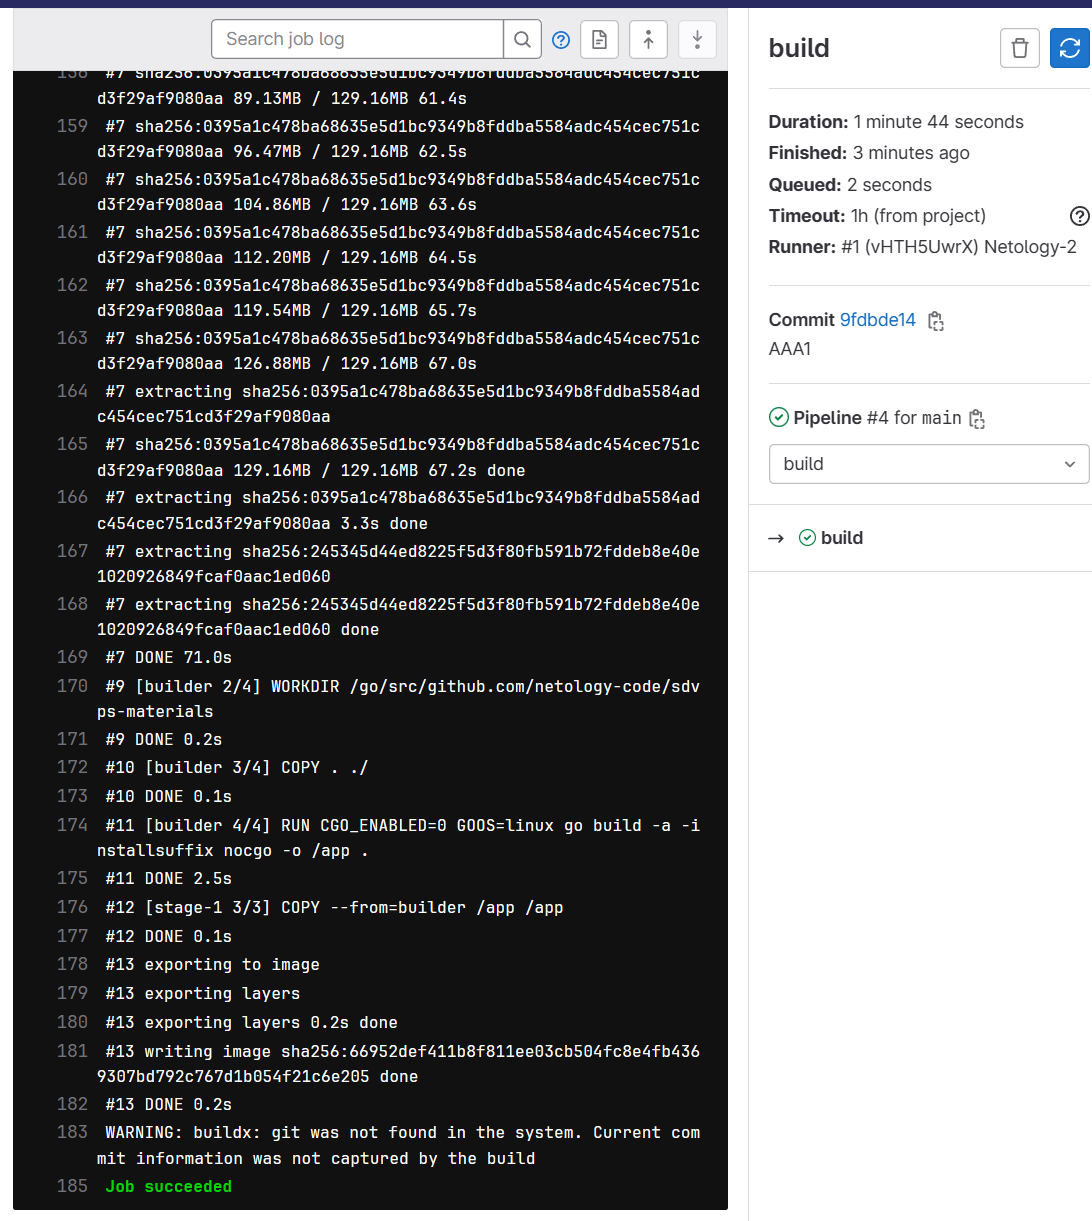 Search job log
158 #7 sha256:0395a1c478ba68635e5d1bc9349b8fddba5584adc454cec751c
d3f29af9080aa 89.13MB / 129.16MB 61.4s
159 #7 sha256:0395a1c478ba68635e5d1bc9349b8fddba5584adc454cec751c
d3f29af9080aa 96.47MB / 129.16MB 62.5s
160 #7 sha256:0395a1c478ba68635e5d1bc9349b8fddba5584adc454cec751c
d3f29af9080aa 104.86MB / 129.16MB 63.6s
161 #7 sha256:0395a1c478ba68635e5d1bc9349b8fddba5584adc454cec751c
d3f29af9080aa 112.20MB / 129.16MB 64.5s
162 #7 sha256:0395a1c478ba68635e5d1bc9349b8fddba5584adc454cec751c
d3f29af9080aa 119.54MB / 129.16MB 65.7s
163 #7 sha256:0395a1c478ba68635e5d1bc9349b8fddba5584adc454cec751c
d3f29af9080aa 126.88MB / 129.16MB 67.0s
164 #7 extracting sha256:0395a1c478ba68635e5d1bc9349b8fddba5584ad
c454cec751cd3f29af9080aa
165 #7 sha256:0395a1c478ba68635e5d1bc9349b8fddba5584adc454cec751c
d3f29af9080aa 129.16MB / 129.16MB 67.2s done
166 #7 extracting sha256:0395a1c478ba68635e5d1bc9349b8fddba5584ad
c454cec751cd3f29af9080aa 3.3s done
167 #7 extracting sha256:245345d44ed8225f5d3f80fb591b72fddeb8e40e
1020926849fcaf0aac1ed060
168 #7 extracting sha256:245345d44ed8225f5d3f80fb591b72fddeb8e40e
1020926849fcaf0aac1ed060 done
169 #7 DONE 71.0s
170 #9 [builder 2/4] WORKDIR /go/src/github.com/netology-code/sdv
ps-materials
171 #9 DONE 0.2s
172 #10 [builder 3/4] COPY . ./
173 #10 DONE 0.1s
174 #11 [builder 4/4] RUN CGO_ENABLED=0 GOOS=linux go build -a -i
nstallsuffix nocgo -o /app .
175 #11 DONE 2.5s
176 #12 [stage-1 3/3] COPY --from=builder /app /app
177 #12 DONE 0.1s
178 #13 exporting to image
179 #13 exporting layers
180 #13 exporting layers 0.2s done
181 #13 writing image sha256:66952def411b8f811ee03cb504fc8e4fb436
9307bd792c767d1b054f21c6e205 done
182 #13 DONE 0.2s
183 WARNING: buildx: git was not found in the system. Current com
mit information was not captured by the build
185 Job succeeded
build
Duration: 1 minute 44 seconds
Finished: 3 minutes ago
Queued: 2 seconds
Timeout: 1h (from project)
Runner: #1 (vHTH5UwrX) Netology-2
Commit 9fdbde14
AAA1
Pipeline #4 for main
build
→ build